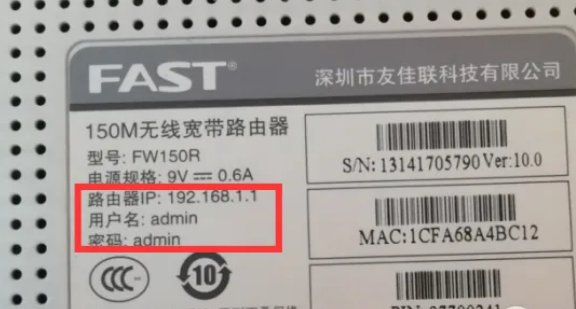 FAST®
深圳市友佳联科技有限公司
150M无线宽带路由器
型号: FW150R
电源规格: 9V⎓0.6A
路由器IP: 192.168.1.1
用户名: admin
密码: admin
S/N: 13141705790 Ver:10.0
MAC:1CFA68A4BC12
CCC
10